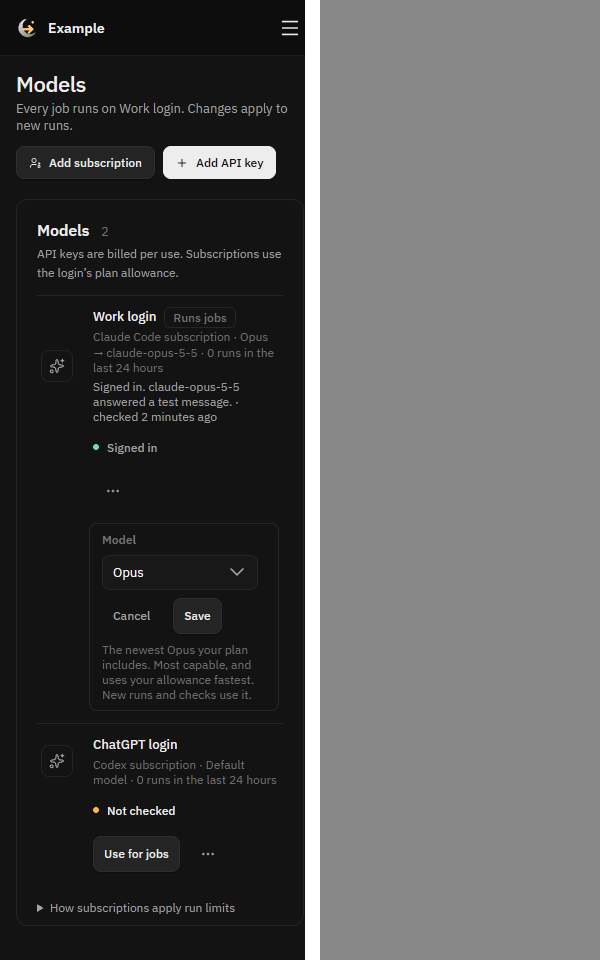 Example
Models
Every job runs on Work login. Changes apply to
new runs.
Add subscription
Add API key
Models 2
API keys are billed per use. Subscriptions use
the login's plan allowance.
Work login Runs jobs
Claude Code subscription · Opus
→ claude-opus-5-5 · 0 runs in the
last 24 hours
Signed in. claude-opus-5-5
answered a test message. ·
checked 2 minutes ago
Signed in
···
Model
Opus
Cancel Save
The newest Opus your plan
includes. Most capable, and
uses your allowance fastest.
New runs and checks use it.
ChatGPT login
Codex subscription · Default
model · 0 runs in the last 24 hours
Not checked
Use for jobs ···
How subscriptions apply run limits